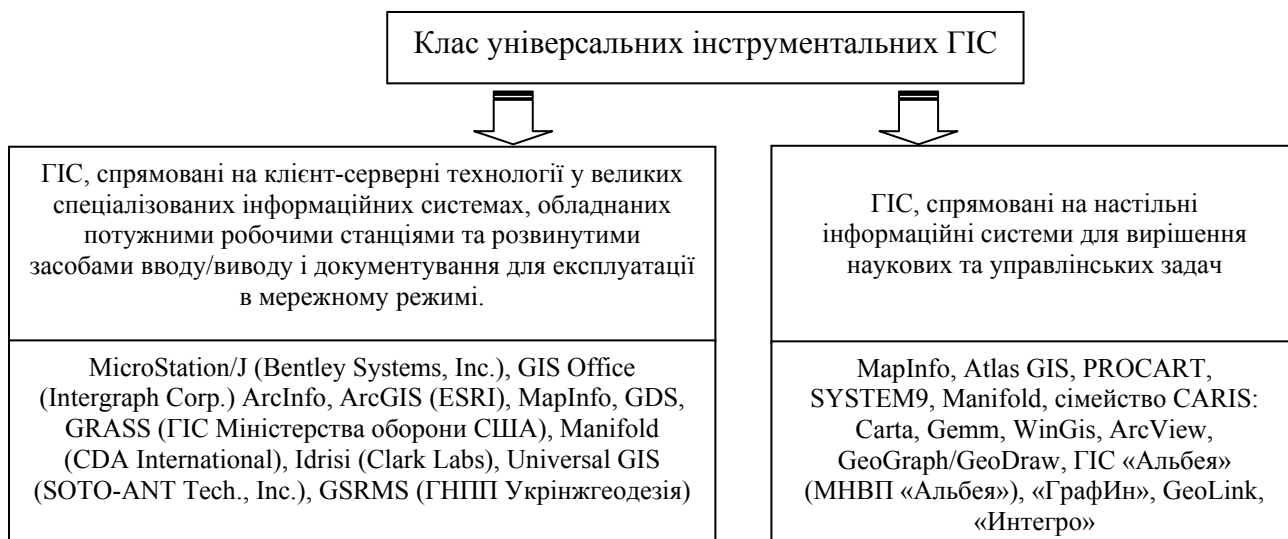 Клас універсальних інструментальних ГІС
ГІС, спрямовані на клієнт-серверні технології у великих
спеціалізованих інформаційних системах, обладнаних
потужними робочими станціями та розвинутими
засобами вводу/виводу і документування для експлуатації
в мережному режимі.
MicroStation/J (Bentley Systems, Inc.), GIS Office
(Intergraph Corp.) ArcInfo, ArcGIS (ESRI), MapInfo, GDS,
GRASS (ГІС Міністерства оборони США), Manifold
(CDA International), Idrisi (Clark Labs), Universal GIS
(SOTO-ANT Tech., Inc.), GSRMS (ГНПП Укрінжгеодезія)
ГІС, спрямовані на настільні
інформаційні системи для вирішення
наукових та управлінських задач
MapInfo, Atlas GIS, PROCART,
SYSTEM9, Manifold, сімейство CARIS:
Carta, Gemm, WinGis, ArcView,
GeoGraph/GeoDraw, ГІС «Альбея»
(МНВП «Альбея»), «ГрафИн», GeoLink,
«Интегро»